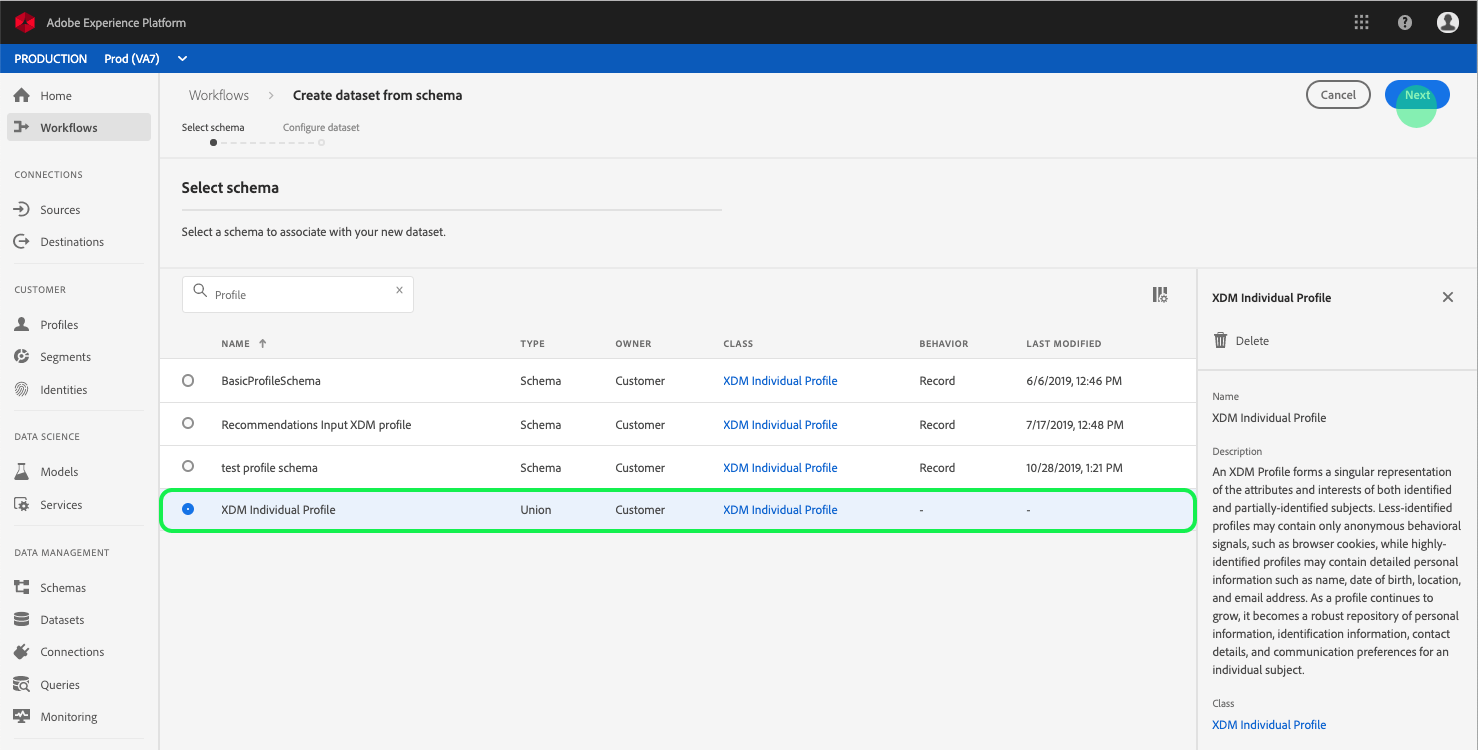 Adobe Experience Platform
PRODUCTION Prod (VA7)
Home
Workflows
CONNECTIONS
Sources
Destinations
CUSTOMER
Profiles
Segments
Identities
DATA SCIENCE
Models
Services
DATA MANAGEMENT
Schemas
Datasets
Connections
Queries
Monitoring
Workflows > Create dataset from schema
Cancel
Next
Select schema Configure dataset
Select schema
Select a schema to associate with your new dataset.
Profile
NAME TYPE OWNER CLASS BEHAVIOR LAST MODIFIED
BasicProfileSchema Schema Customer XDM Individual Profile Record 6/6/2019, 12:46 PM
Recommendations Input XDM profile Schema Customer XDM Individual Profile Record 7/17/2019, 12:48 PM
test profile schema Schema Customer XDM Individual Profile Record 10/28/2019, 1:21 PM
XDM Individual Profile Union Customer XDM Individual Profile - -
XDM Individual Profile
Delete
Name
XDM Individual Profile
Description
An XDM Profile forms a singular representation
of the attributes and interests of both identified
and partially-identified subjects. Less-identified
profiles may contain only anonymous behavioral
signals, such as browser cookies, while highly-
identified profiles may contain detailed personal
information such as name, date of birth, location,
and email address. As a profile continues to
grow, it becomes a robust repository of personal
information, identification information, contact
details, and communication preferences for an
individual subject.
Class
XDM Individual Profile